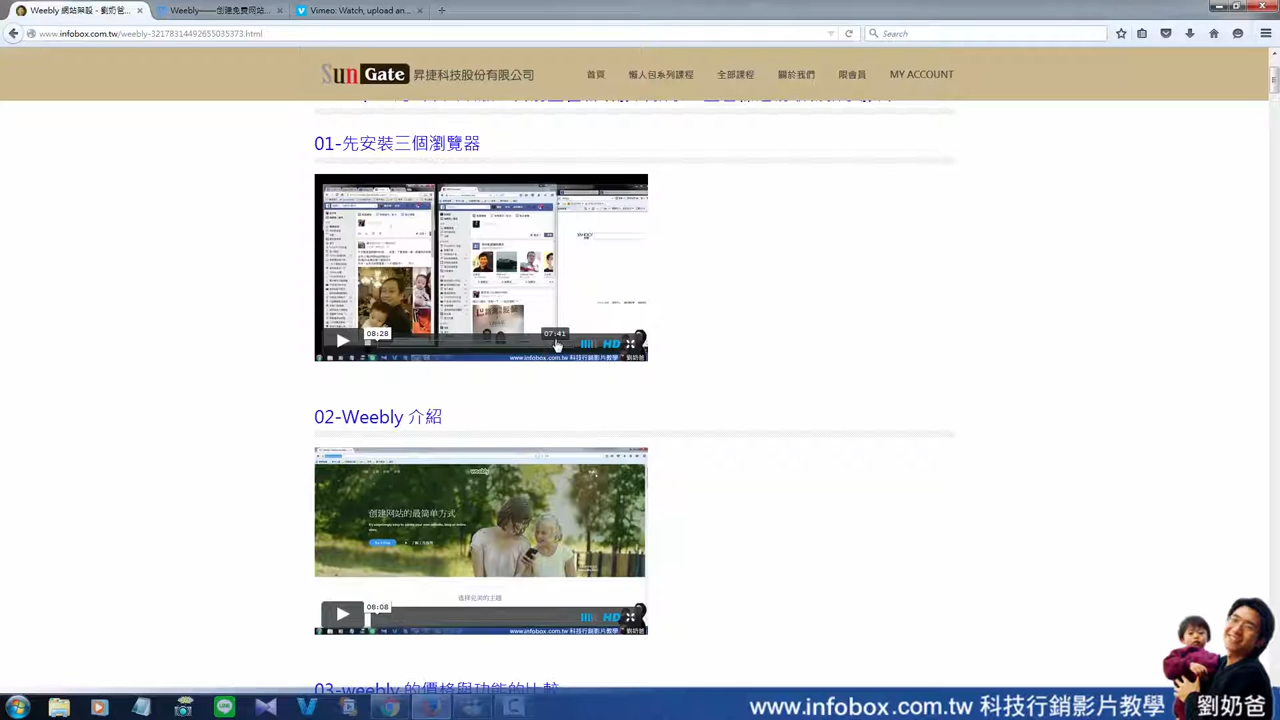 Weebly 網站架設 - 劉奶爸...
Weebly——创建免费网站...
Vimeo: Watch, upload an...
www.infobox.com.tw/weebly-32178314492655035373.html
Search
Sun Gate 昇捷科技股份有限公司
首頁 懶人包系列課程 全部課程 關於我們 限會員 MY ACCOUNT
01-先安裝三個瀏覽器
08:28
07:41
HD
www.infobox.com.tw 科技行銷影片教學 劉奶爸
02-Weebly 介紹
weebly
创建网站的最简单方式
08:08
HD
www.infobox.com.tw 科技行銷影片教學 劉奶爸
03-weebly 的價格與功能的比較
www.infobox.com.tw 科技行銷影片教學 劉奶爸